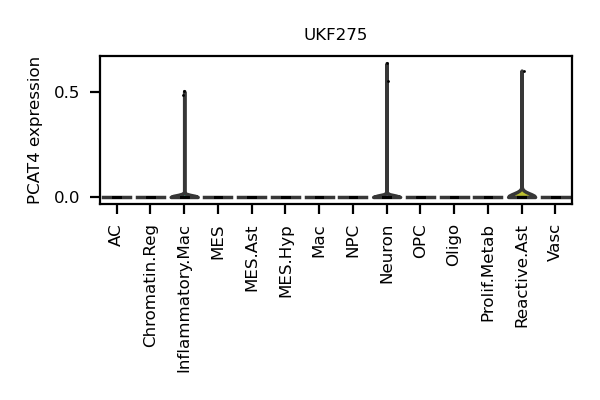 UKF275
PCAT4 expression
0.5
0.0
AC
Chromatin.Reg
Inflammatory.Mac
MES
MES.Ast
MES.Hyp
Mac
NPC
Neuron
OPC
Oligo
Prolif.Metab
Reactive.Ast
Vasc